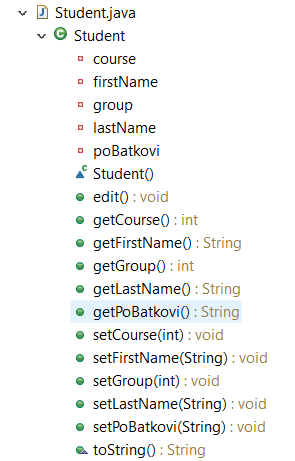 Student.java
Student
course
firstName
group
lastName
poBatkovi
Student()
edit() : void
getCourse() : int
getFirstName() : String
getGroup() : int
getLastName() : String
getPoBatkovi() : String
setCourse(int) : void
setFirstName(String) : void
setGroup(int) : void
setLastName(String) : void
setPoBatkovi(String) : void
toString() : String